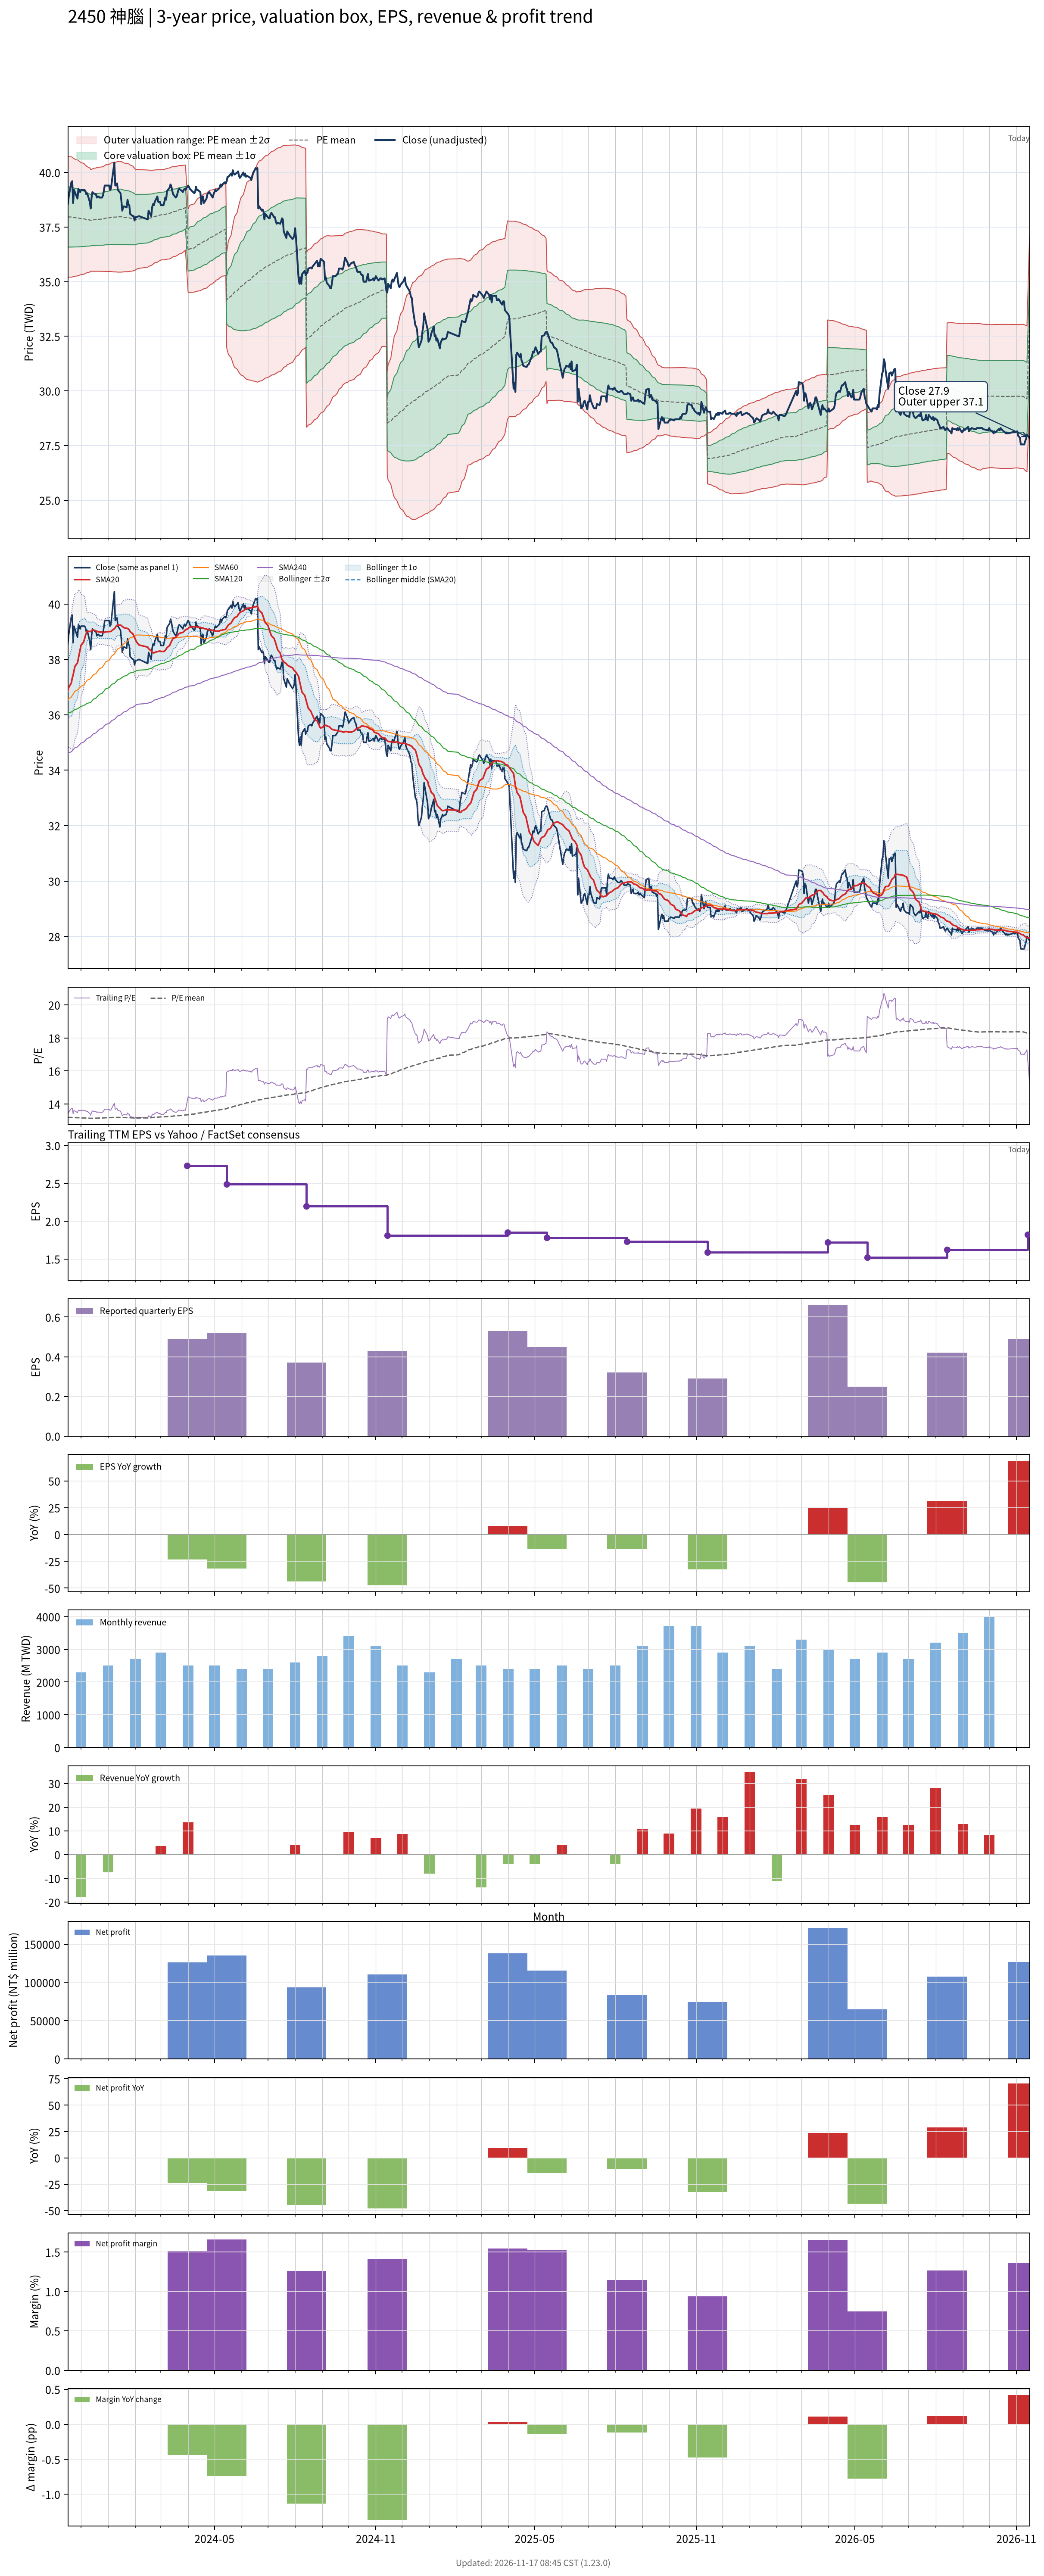 2450 神腦 | 3-year price, valuation box, EPS, revenue & profit trend
Outer valuation range: PE mean ±2σ
PE mean
Close (unadjusted)
Core valuation box: PE mean ±1σ
Today
Price (TWD)
40.0
37.5
35.0
32.5
30.0
27.5
25.0
Close 27.9
Outer upper 37.1
Close (same as panel 1)
SMA20
SMA60
SMA120
SMA240
Bollinger ±2σ
Bollinger ±1σ
Bollinger middle (SMA20)
Price
40
38
36
34
32
30
28
Trailing P/E
P/E mean
P/E
20
18
16
14
Trailing TTM EPS vs Yahoo / FactSet consensus
Today
EPS
3.0
2.5
2.0
1.5
Reported quarterly EPS
EPS
0.6
0.4
0.2
0.0
EPS YoY growth
YoY (%)
50
25
0
-25
-50
Monthly revenue
Revenue (M TWD)
4000
3000
2000
1000
0
Revenue YoY growth
YoY (%)
30
20
10
0
-10
-20
Month
Net profit
Net profit (NT$ million)
150000
100000
50000
0
Net profit YoY
YoY (%)
75
50
25
0
-25
-50
Net profit margin
Margin (%)
1.5
1.0
0.5
0.0
Margin YoY change
Δ margin (pp)
0.5
0.0
-0.5
-1.0
2024-05
2024-11
2025-05
2025-11
2026-05
2026-11
Updated: 2026-11-17 08:45 CST (1.23.0)